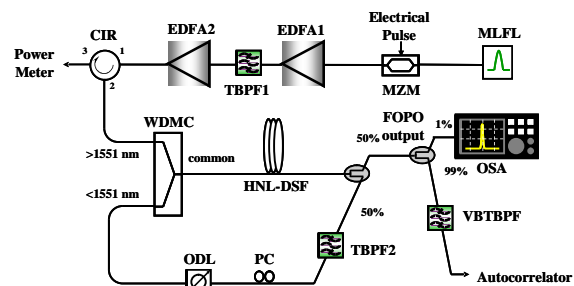 Electrical
Pulse
EDFA2
EDFA1
MLFL
CIR
3
1
2
Power
Meter
TBPF1
MZM
WDMC
FOPO
output
1%
50%
>1551 nm
common
99%
OSA
HNL-DSF
<1551 nm
50%
VBTBPF
TBPF2
ODL
PC
Autocorrelator